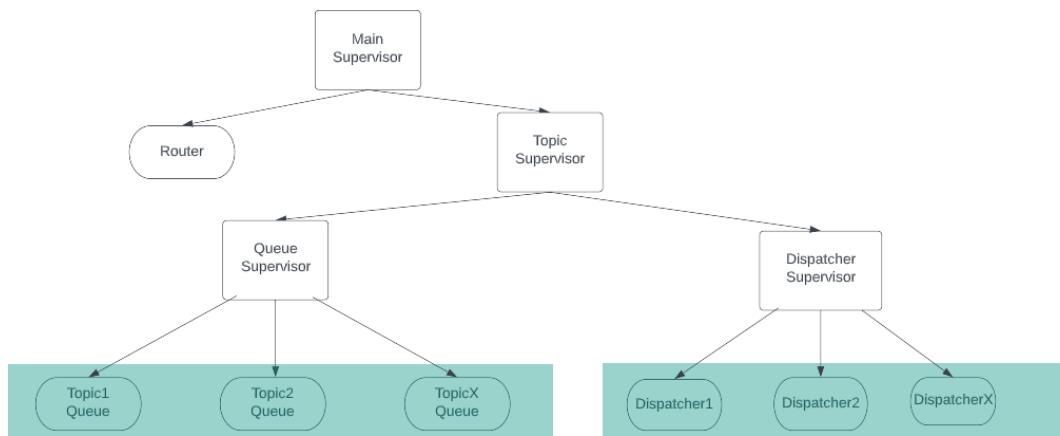 Main
Supervisor
Router
Topic
Supervisor
Queue
Supervisor
Dispatcher
Supervisor
Topic1
Queue
Topic2
Queue
TopicX
Queue
Dispatcher1
Dispatcher2
DispatcherX